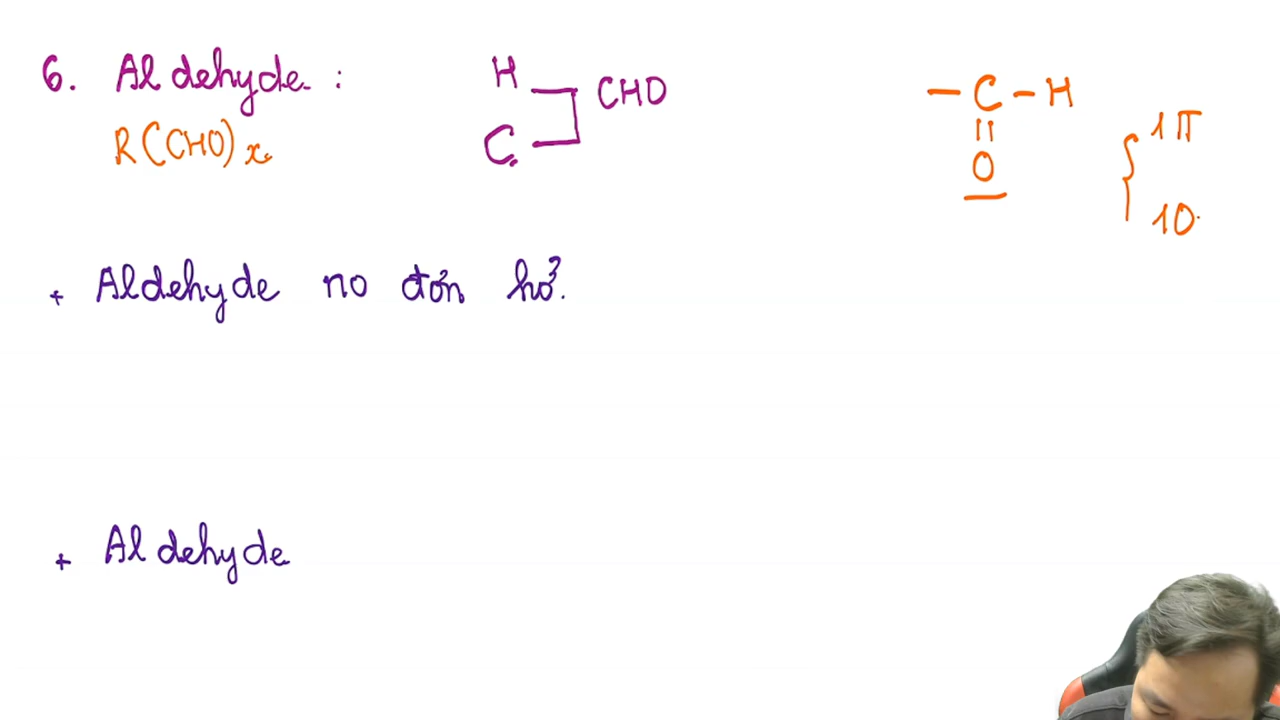 6. Aldehyde :
H
C
CHO
R(CHO)x
– C – H
||
O
1π
1O
+ Aldehyde no đơn hở.
+ Aldehyde